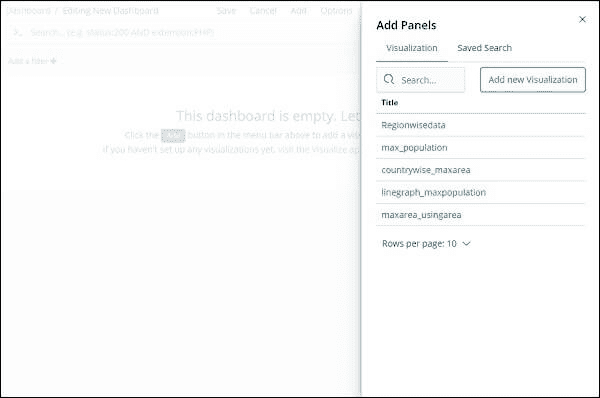 Dashboard / Editing New Dashboard Save Cancel Add Options
>_ Search... (e.g. status:200 AND extension:PHP)
Add a filter +
This dashboard is empty. Let
Click the Add button in the menu bar above to add a
If you haven't set up any visualizations yet, visit the Visualize
Add Panels
Visualization Saved Search
Search... Add new Visualization
Title
Regionwisedata
max_population
countrywise_maxarea
linegraph_maxpopulation
maxarea_usingarea
Rows per page: 10